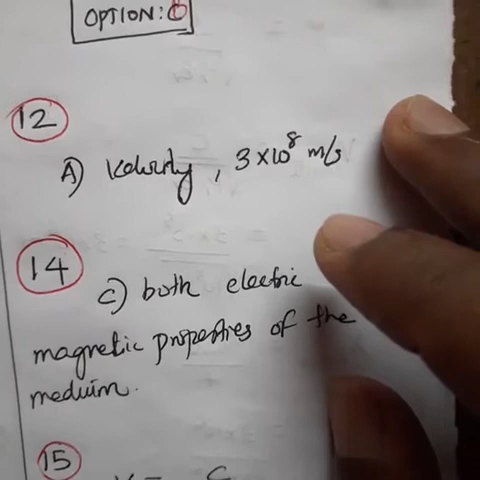 OPTION: C
12
A) Velocity, 3×10⁸ m/s
14
C) both electric
magnetic properties of the
medium.
15
V = C